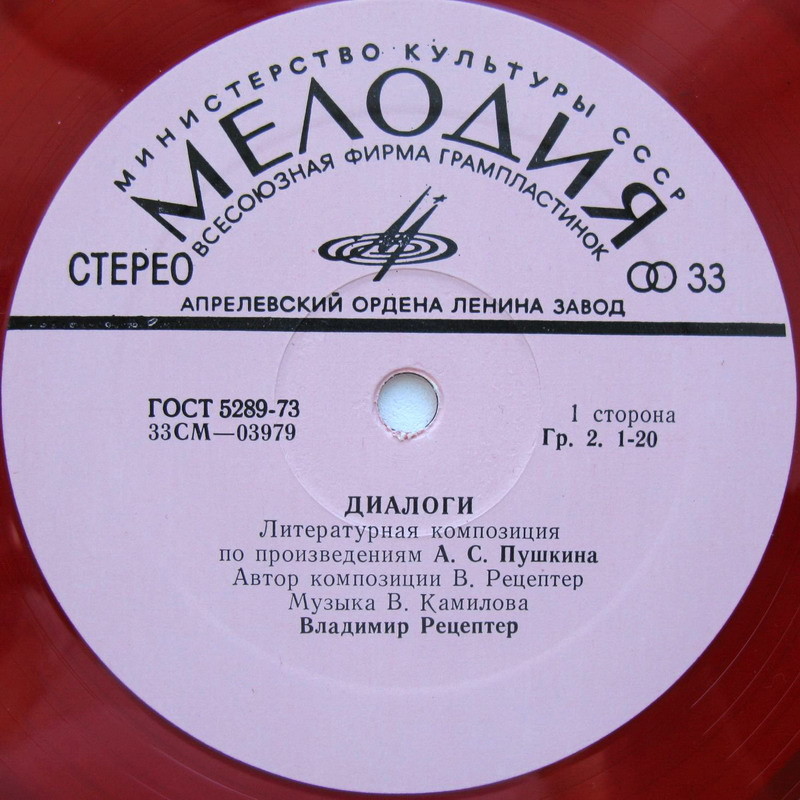 МИНИСТЕРСТВО КУЛЬТУРЫ СССР
МЕЛОДИЯ
ВСЕСОЮЗНАЯ ФИРМА ГРАМПЛАСТИНОК
СТЕРЕО
33
АПРЕЛЕВСКИЙ ОРДЕНА ЛЕНИНА ЗАВОД
ГОСТ 5289-73
33СМ—03979
1 сторона
Гр. 2. 1-20
ДИАЛОГИ
Литературная композиция
по произведениям А. С. Пушкина
Автор композиции В. Рецептер
Музыка В. Камилова
Владимир Рецептер